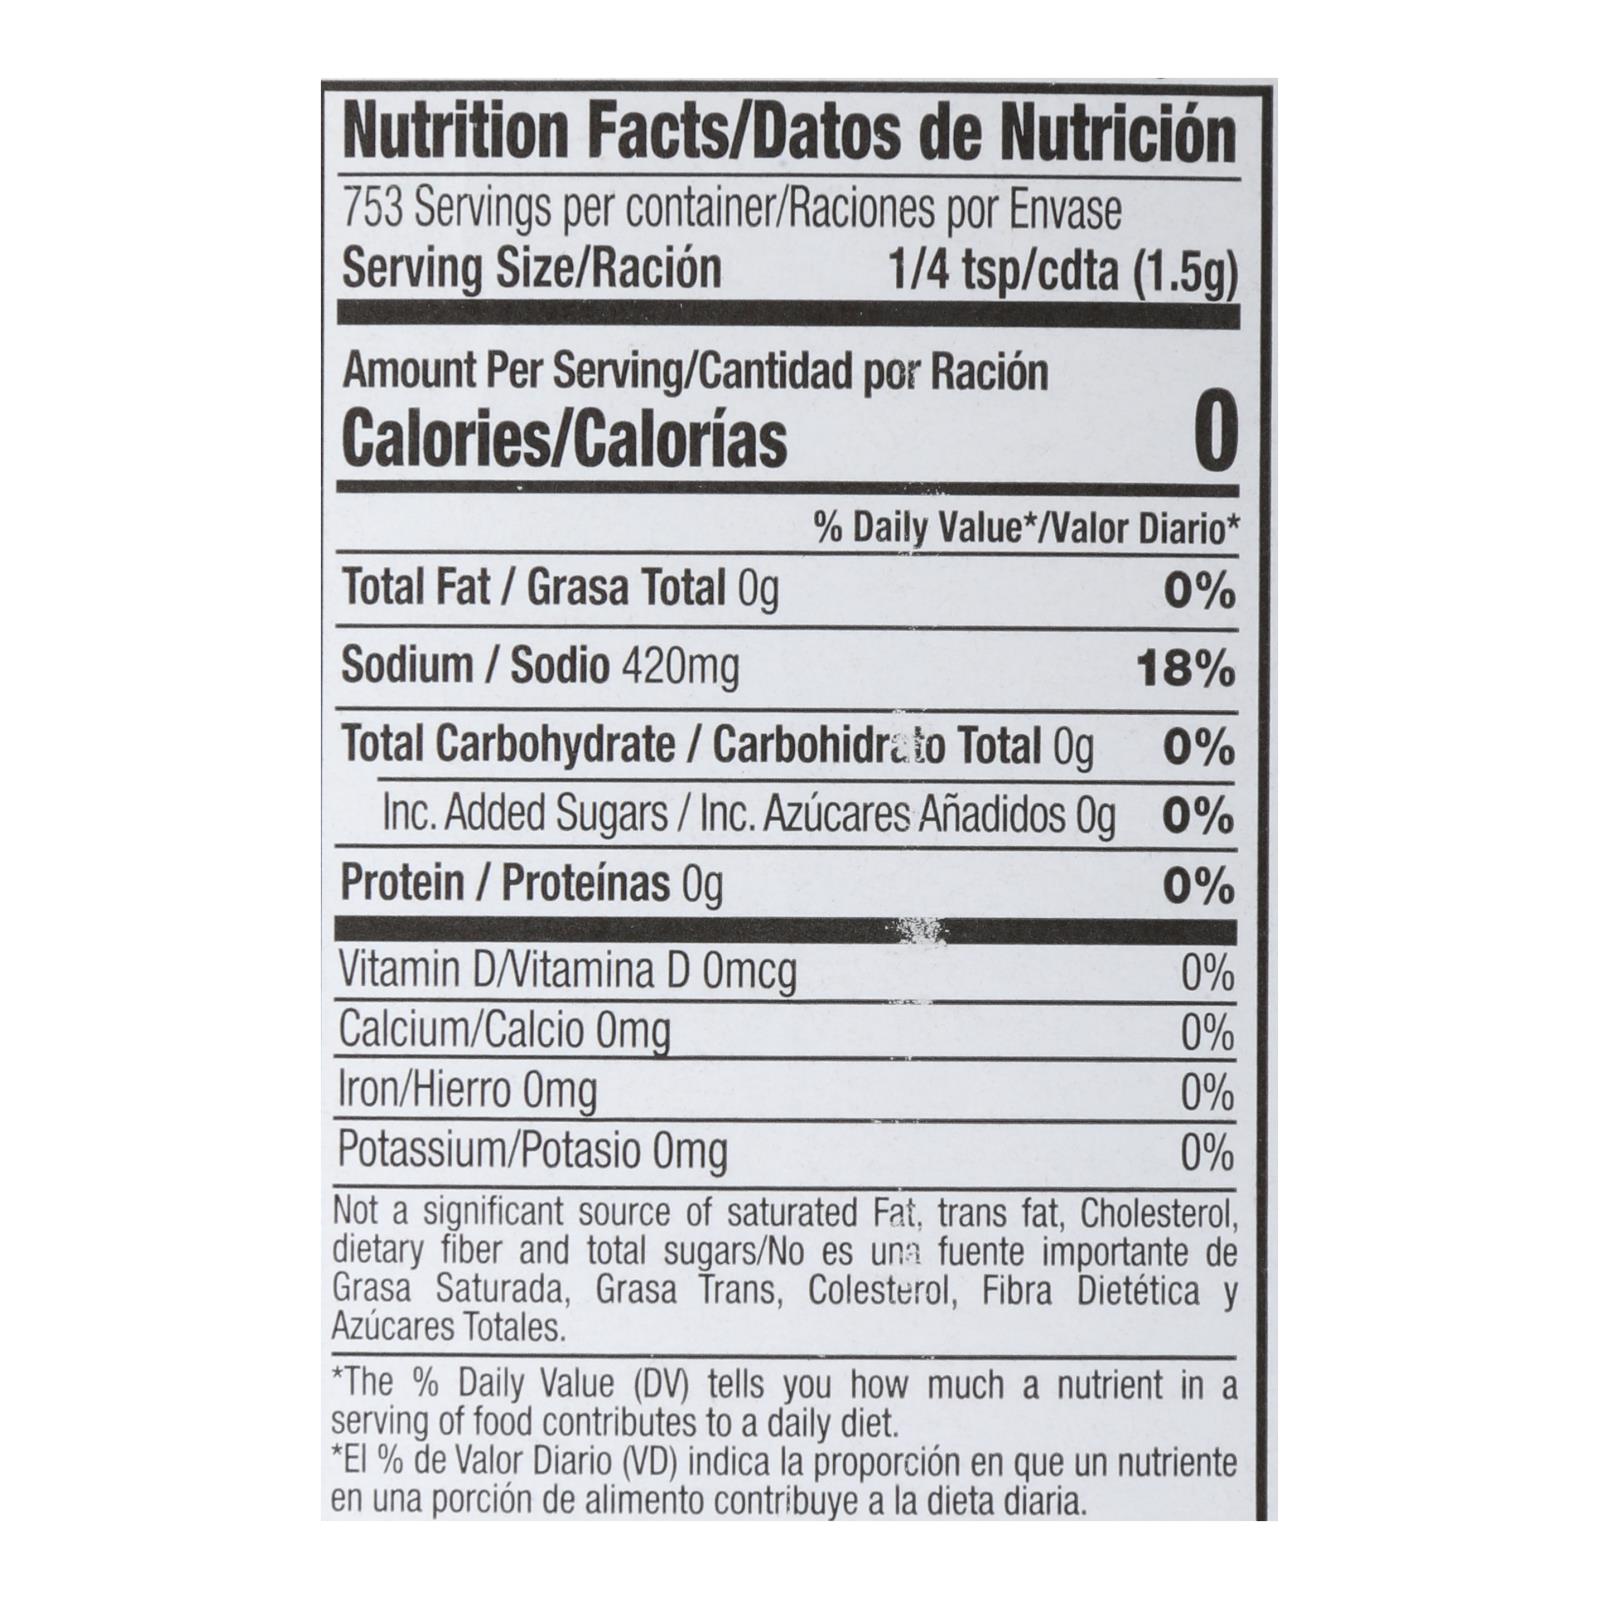 Nutrition Facts/Datos de Nutrición
753 Servings per container/Raciones por Envase
Serving Size/Ración 1/4 tsp/cdta (1.5g)
Amount Per Serving/Cantidad por Ración
Calories/Calorías 0
% Daily Value*/Valor Diario*
Total Fat / Grasa Total 0g 0%
Sodium / Sodio 420mg 18%
Total Carbohydrate / Carbohidrato Total 0g 0%
Inc. Added Sugars / Inc. Azúcares Añadidos 0g 0%
Protein / Proteínas 0g 0%
Vitamin D/Vitamina D 0mcg 0%
Calcium/Calcio 0mg 0%
Iron/Hierro 0mg 0%
Potassium/Potasio 0mg 0%
Not a significant source of saturated Fat, trans fat, Cholesterol,
dietary fiber and total sugars/No es una fuente importante de
Grasa Saturada, Grasa Trans, Colesterol, Fibra Dietética y
Azúcares Totales.
*The % Daily Value (DV) tells you how much a nutrient in a
serving of food contributes to a daily diet.
*El % de Valor Diario (VD) indica la proporción en que un nutriente
en una porción de alimento contribuye a la dieta diaria.